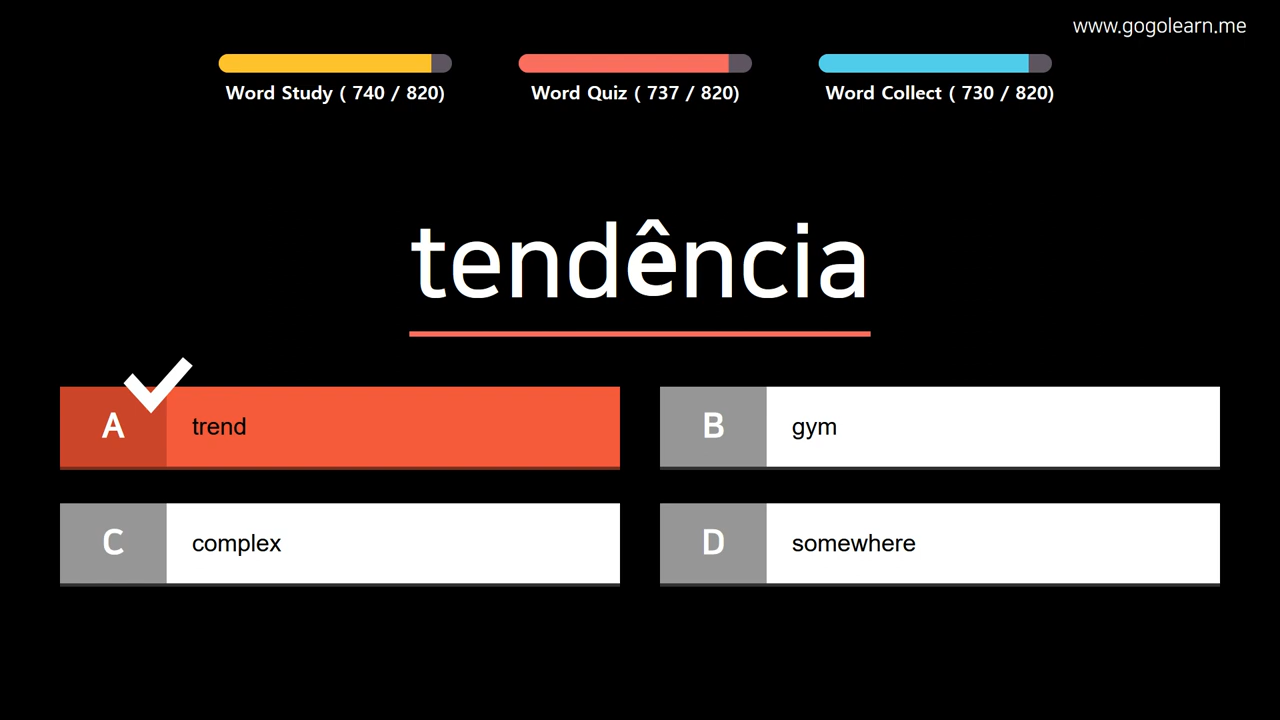 www.gogolearn.me
Word Study ( 740 / 820)
Word Quiz ( 737 / 820)
Word Collect ( 730 / 820)
tendência
A trend
B gym
C complex
D somewhere